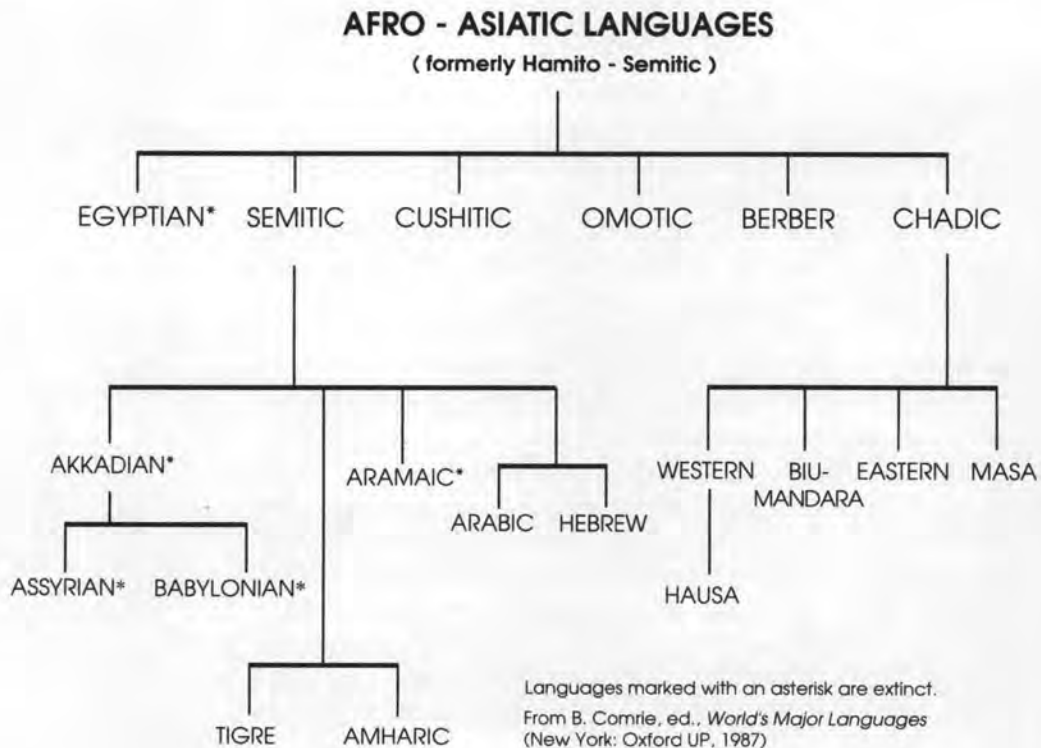 AFRO - ASIATIC LANGUAGES
( formerly Hamito - Semitic )
EGYPTIAN* SEMITIC CUSHITIC OMOTIC BERBER CHADIC
AKKADIAN* ARAMAIC* WESTERN BIU- EASTERN MASA
MANDARA
ARABIC HEBREW
ASSYRIAN* BABYLONIAN*
HAUSA
Languages marked with an asterisk are extinct.
From B. Comrie, ed., World's Major Languages
(New York: Oxford UP, 1987)
TIGRE AMHARIC